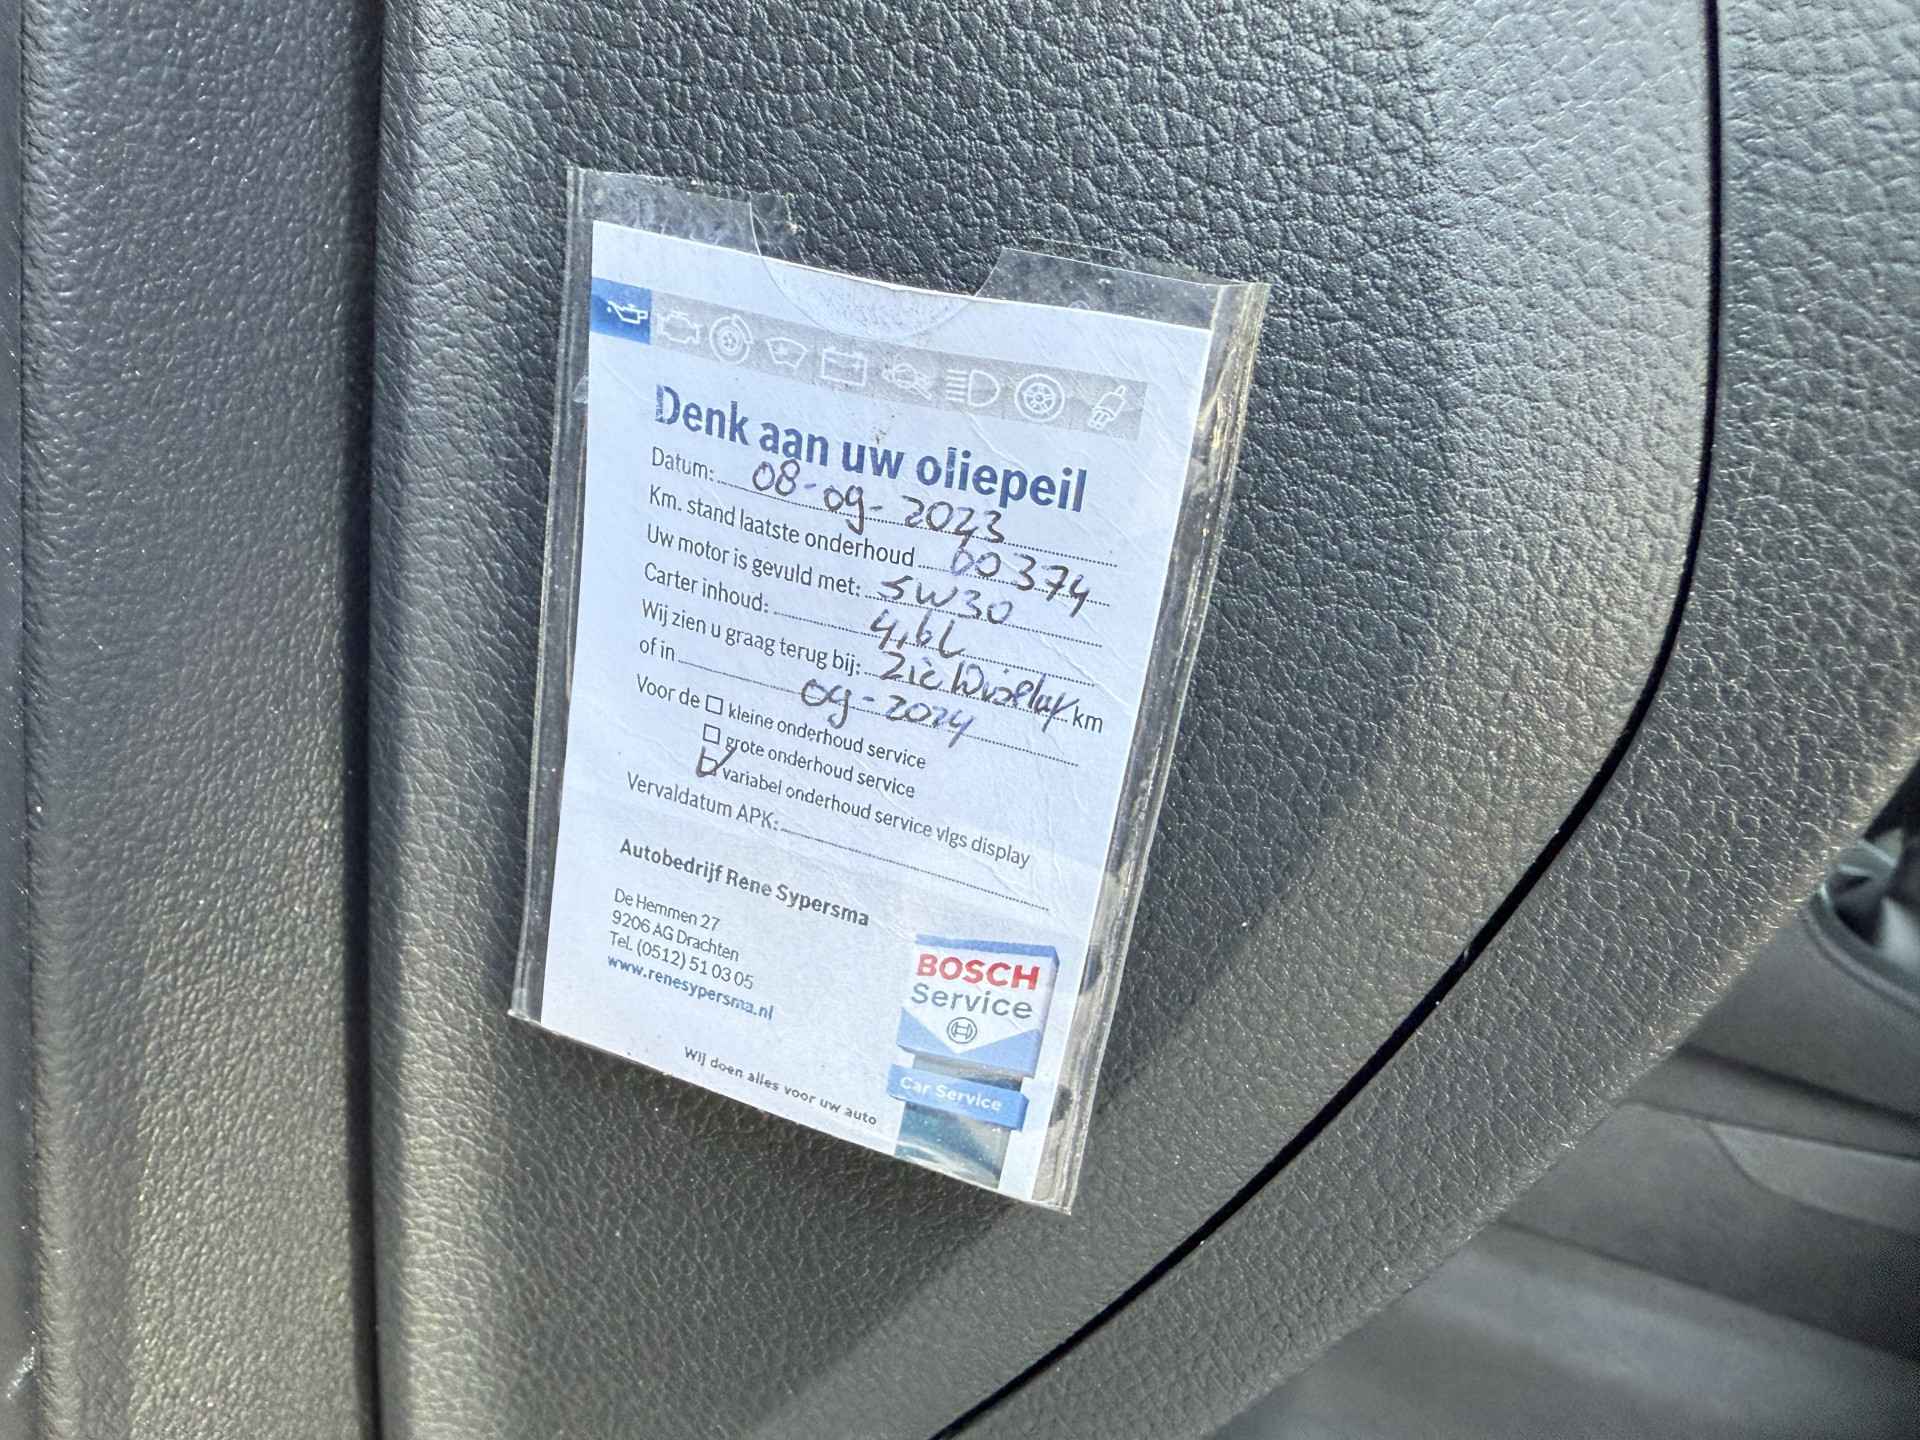 Denk aan uw oliepeil
Datum: 08-09-2023
Km. stand laatste onderhoud 00374
Uw motor is gevuld met: 5W30
Carter inhoud: 4,6L
Wij zien u graag terug bij: Zie Display km
of in 09-2024
Voor de kleine onderhoud service
grote onderhoud service
variabel onderhoud service vlgs display
Vervaldatum APK:
Autobedrijf Rene Sypersma
De Hemmen 27
9206 AG Drachten
Tel. (0512) 51 03 05
www.renesypersma.nl
BOSCH
Service
Car Service
Wij doen alles voor uw auto